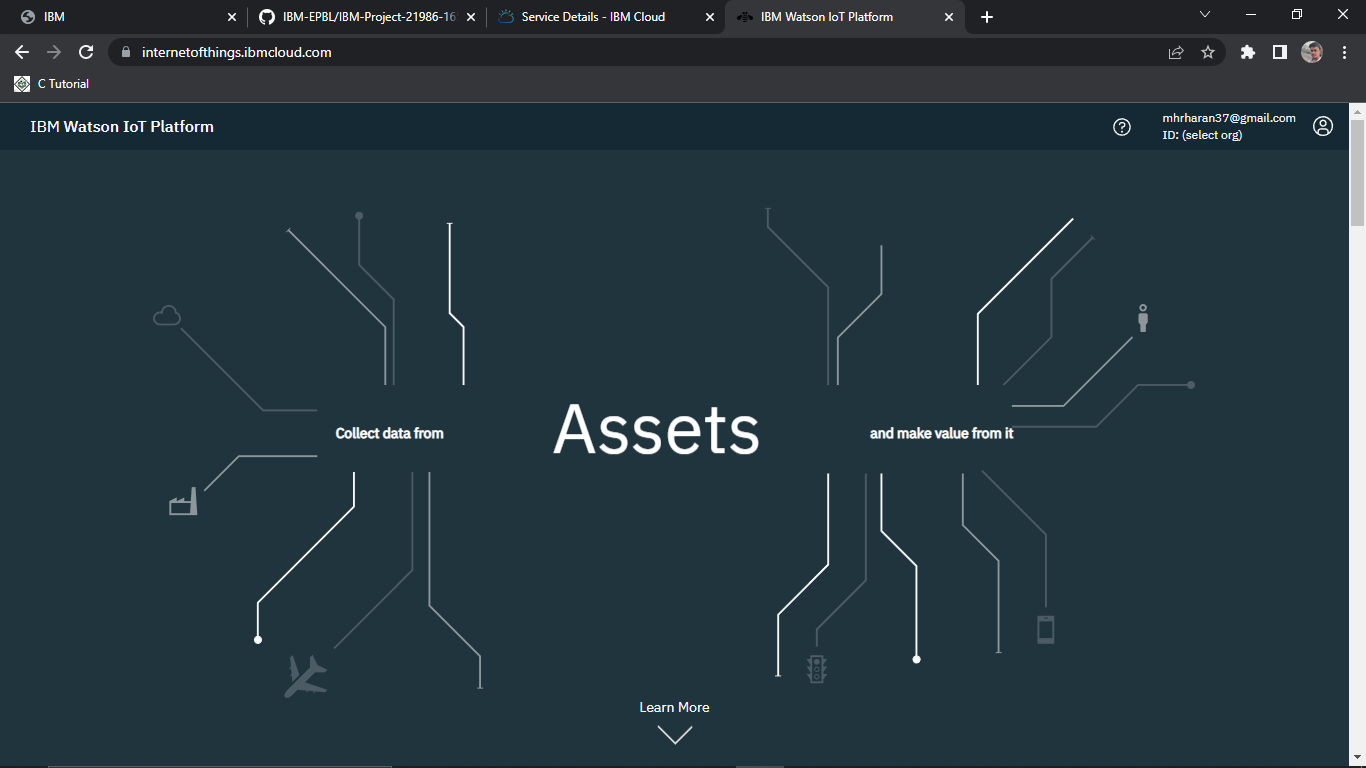 IBM
IBM-EPBL/IBM-Project-21986-16
Service Details - IBM Cloud
IBM Watson IoT Platform
internetofthings.ibmcloud.com
C Tutorial
IBM Watson IoT Platform
mhrharan37@gmail.com
ID: (select org)
Collect data from
Assets
and make value from it
Learn More